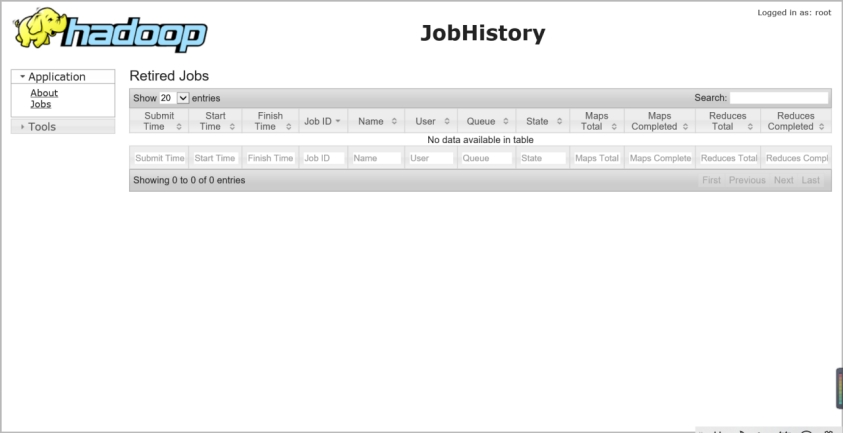 Logged in as: root
hadoop
JobHistory
Application
About
Jobs
Tools
Retired Jobs
Show 20 entries
Search:
Submit Time
Start Time
Finish Time
Job ID
Name
User
Queue
State
Maps Total
Maps Completed
Reduces Total
Reduces Completed
No data available in table
Submit Time
Start Time
Finish Time
Job ID
Name
User
Queue
State
Maps Total
Maps Complete
Reduces Total
Reduces Compl
Showing 0 to 0 of 0 entries
First Previous Next Last